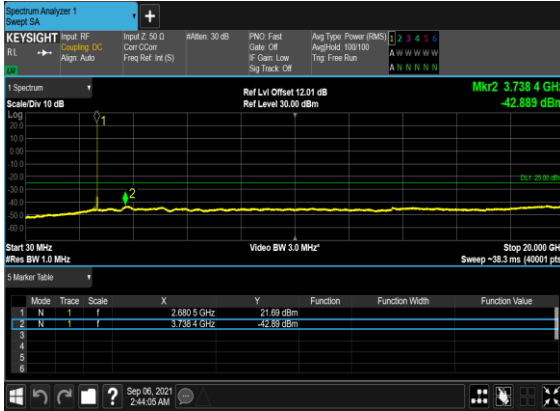 Spectrum Analyzer 1
Swept SA
KEYSIGHT Input: RF Input Z: 50 Ω #Atten: 30 dB PNO: Fast Avg Type: Power (RMS) 1 2 3 4 5 6
RL Coupling: DC Corr CCorr Gate: Off Avg|Hold: 100/100 A W W W W W
Align: Auto Freq Ref: Int (S) IF Gain: Low Trig: Free Run
Sig Track: Off A N N N N N
1 Spectrum
Scale/Div 10 dB
Ref Lvl Offset 12.01 dB
Ref Level 30.00 dBm
Mkr2 3.738 4 GHz
-42.889 dBm
Log
20.0
10.0
0.00
-10.0
-20.0
-30.0
-40.0
-50.0
-60.0
1
2
DL1 -25.00 dBm
Start 30 MHz Video BW 3.0 MHz* Stop 20.000 GHz
#Res BW 1.0 MHz Sweep ~38.3 ms (40001 pts)
5 Marker Table
Mode Trace Scale X Y Function Function Width Function Value
1 N 1 f 2.680 5 GHz 21.69 dBm
2 N 1 f 3.738 4 GHz -42.89 dBm
3
4
5
6
Sep 06, 2021
2:44:05 AM